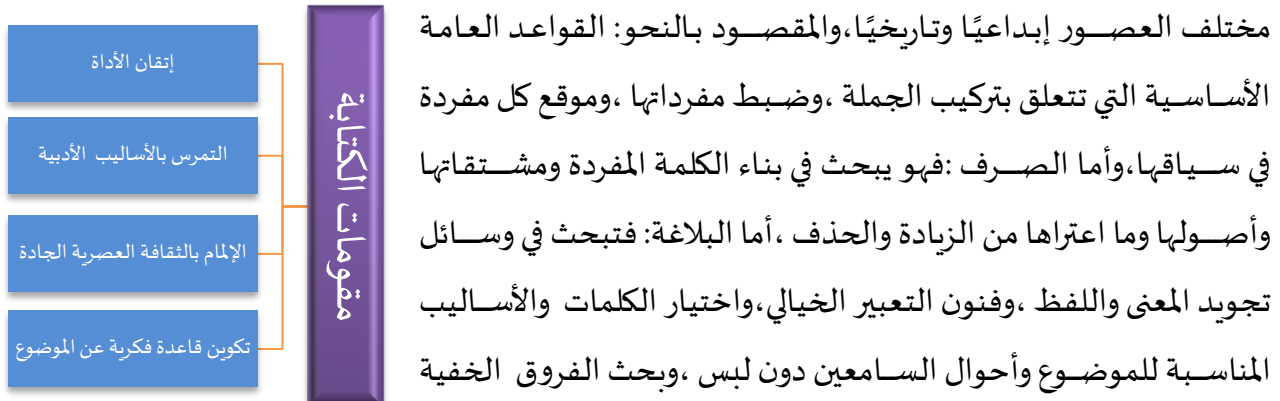 مختلف العصور إبداعيًا وتاريخيًا،والمقصود بالنحو: القواعد العامة
الأساسية التي تتعلق بتركيب الجملة ،وضبط مفرداتها ،وموقع كل مفردة
في سياقها،وأما الصرف :فهو يبحث في بناء الكلمة المفردة ومشتقاتها
وأصولها وما اعتراها من الزيادة والحذف ،أما البلاغة: فتبحث في وسائل
تجويد المعنى واللفظ ،وفنون التعبير الخيالي،واختيار الكلمات والأساليب
المناسبة للموضوع وأحوال السامعين دون لبس ،وبحث الفروق الخفية
مقومات الكتابة
إتقان الأداة
التمرس بالأساليب الأدبية
الإلمام بالثقافة العصرية الجادة
تكوين قاعدة فكرية عن الموضوع